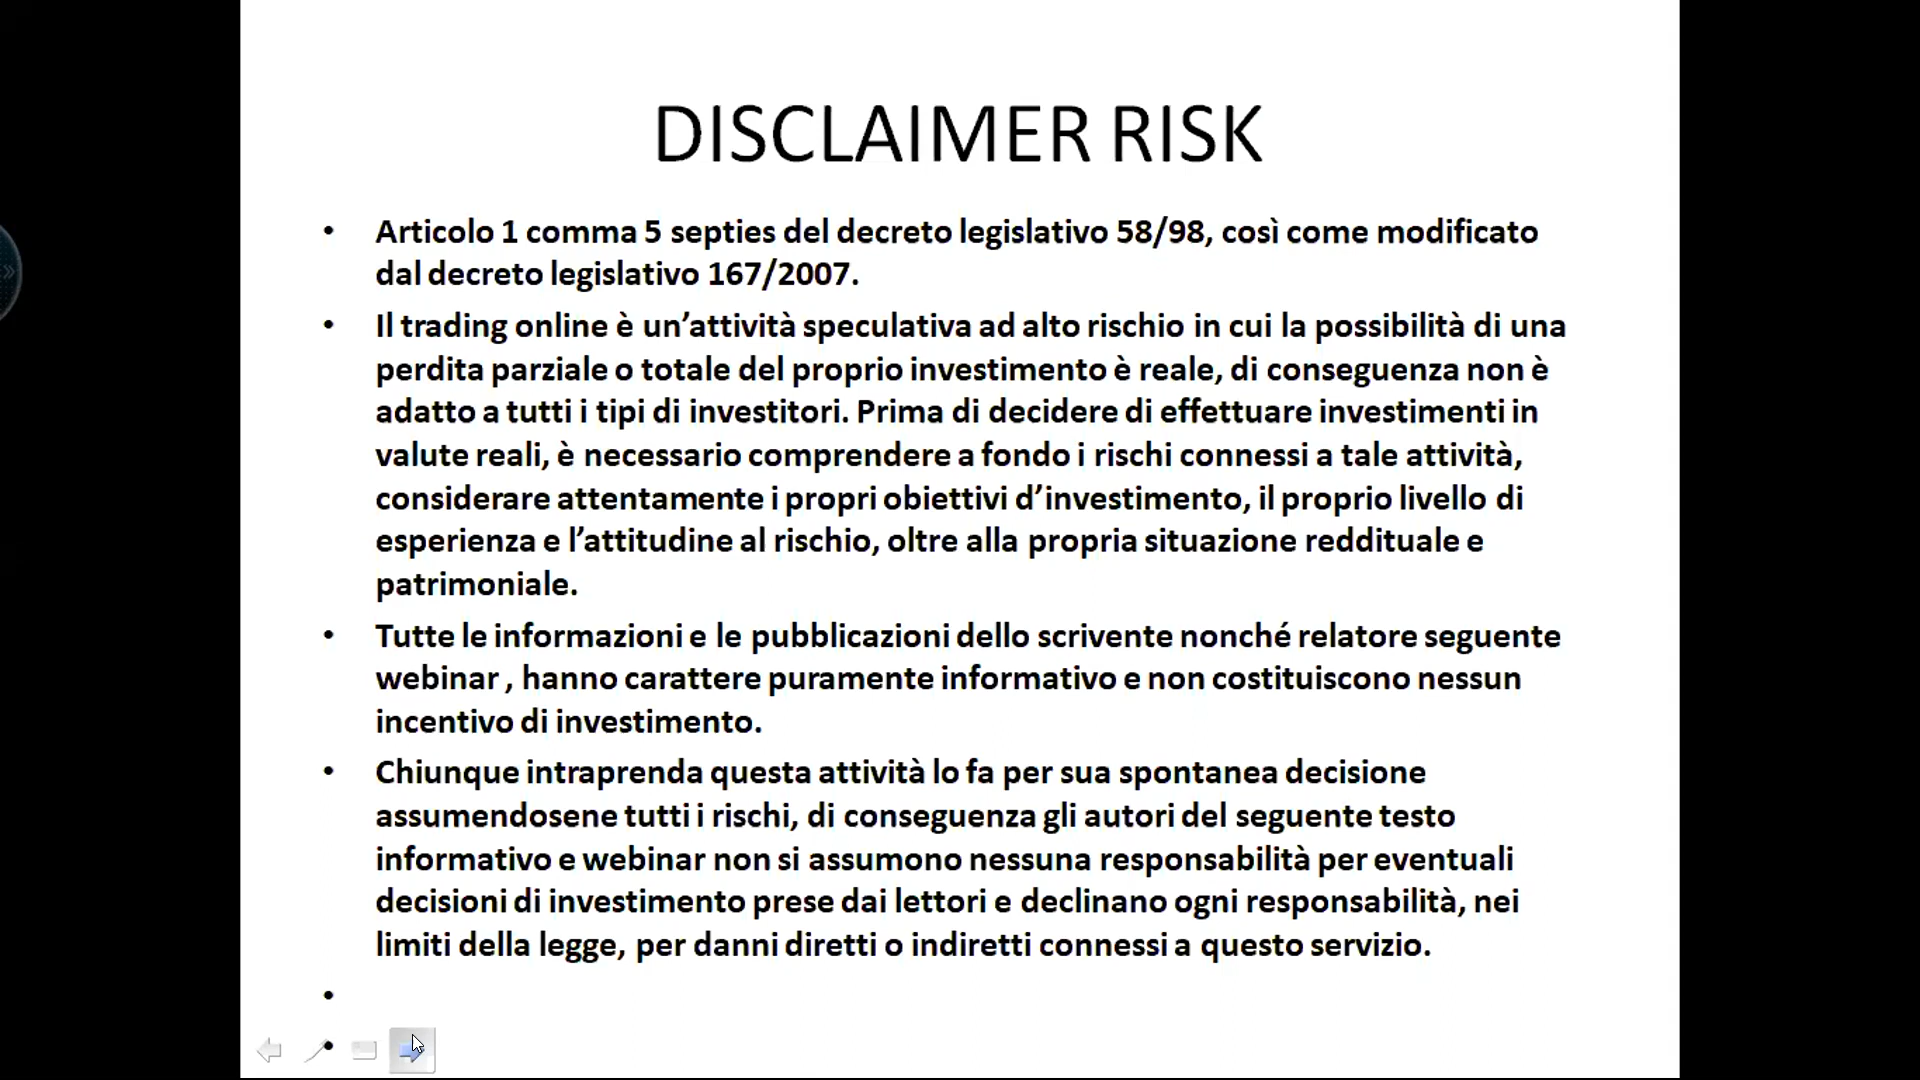 DISCLAIMER RISK
• Articolo 1 comma 5 septies del decreto legislativo 58/98, così come modificato
dal decreto legislativo 167/2007.
• Il trading online è un’attività speculativa ad alto rischio in cui la possibilità di una
perdita parziale o totale del proprio investimento è reale, di conseguenza non è
adatto a tutti i tipi di investitori. Prima di decidere di effettuare investimenti in
valute reali, è necessario comprendere a fondo i rischi connessi a tale attività,
considerare attentamente i propri obiettivi d’investimento, il proprio livello di
esperienza e l’attitudine al rischio, oltre alla propria situazione reddituale e
patrimoniale.
• Tutte le informazioni e le pubblicazioni dello scrivente nonché relatore seguente
webinar , hanno carattere puramente informativo e non costituiscono nessun
incentivo di investimento.
• Chiunque intraprenda questa attività lo fa per sua spontanea decisione
assumendosene tutti i rischi, di conseguenza gli autori del seguente testo
informativo e webinar non si assumono nessuna responsabilità per eventuali
decisioni di investimento prese dai lettori e declinano ogni responsabilità, nei
limiti della legge, per danni diretti o indiretti connessi a questo servizio.
•
•